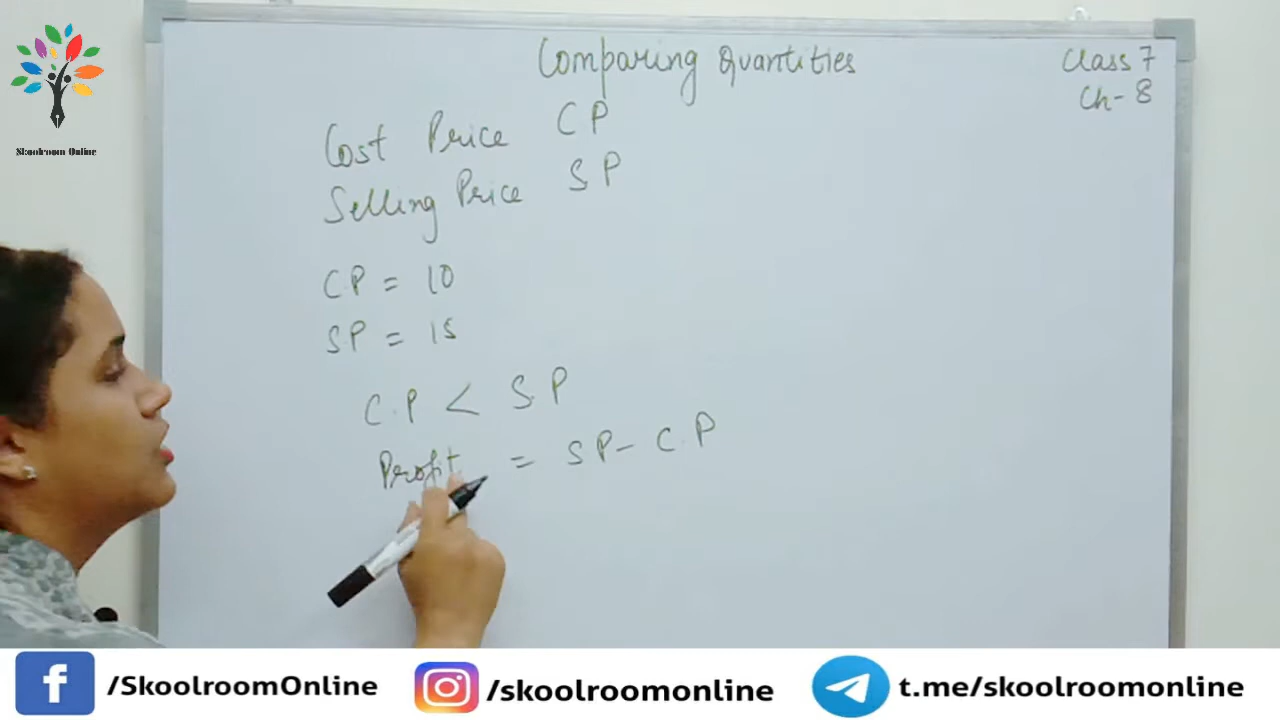 Comparing Quantities
Class 7
Ch- 8
Cost Price CP
Selling Price SP
C.P = 10
SP = 15
C.P < S.P
Profit = SP - C.P
Skoolroom Online
f /SkoolroomOnline
/skoolroomonline
t.me/skoolroomonline